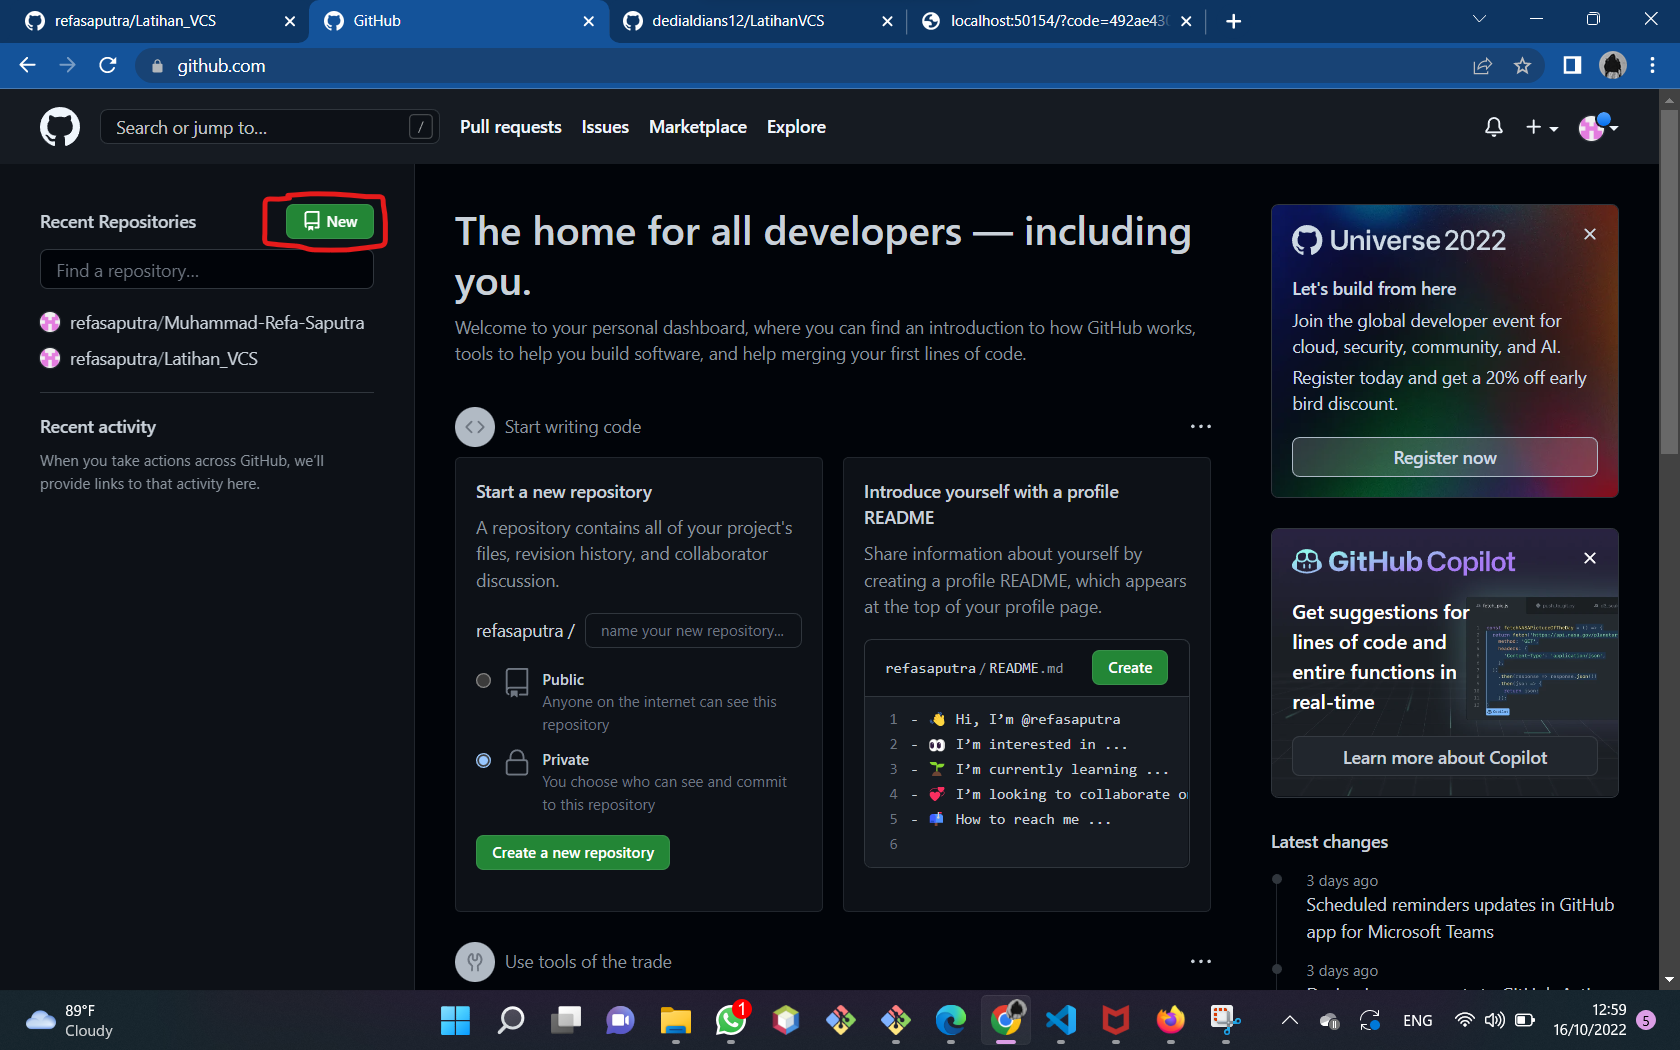 refasaputra/Latihan_VCS
GitHub
dedialdians12/LatihanVCS
localhost:50154/?code=492ae43
github.com
Search or jump to...
/
Pull requests
Issues
Marketplace
Explore
Recent Repositories
New
Find a repository...
refasaputra/Muhammad-Refa-Saputra
refasaputra/Latihan_VCS
Recent activity
When you take actions across GitHub, we'll
provide links to that activity here.
The home for all developers — including
you.
Welcome to your personal dashboard, where you can find an introduction to how GitHub works,
tools to help you build software, and help merging your first lines of code.
Start writing code
Start a new repository
A repository contains all of your project's
files, revision history, and collaborator
discussion.
refasaputra /
name your new repository...
Public
Anyone on the internet can see this
repository
Private
You choose who can see and commit
to this repository
Create a new repository
Introduce yourself with a profile
README
Share information about yourself by
creating a profile README, which appears
at the top of your profile page.
refasaputra / README.md
Create
1 - 👋 Hi, I'm @refasaputra
2 - 👀 I'm interested in ...
3 - 🌱 I'm currently learning ...
4 - 💞️ I'm looking to collaborate o
5 - 📫 How to reach me ...
6
Use tools of the trade
Universe 2022
Let's build from here
Join the global developer event for
cloud, security, community, and AI.
Register today and get a 20% off early
bird discount.
Register now
GitHub Copilot
Get suggestions for
lines of code and
entire functions in
real-time
Learn more about Copilot
Latest changes
3 days ago
Scheduled reminders updates in GitHub
app for Microsoft Teams
3 days ago
89°F
Cloudy
1
ENG
12:59
16/10/2022
5